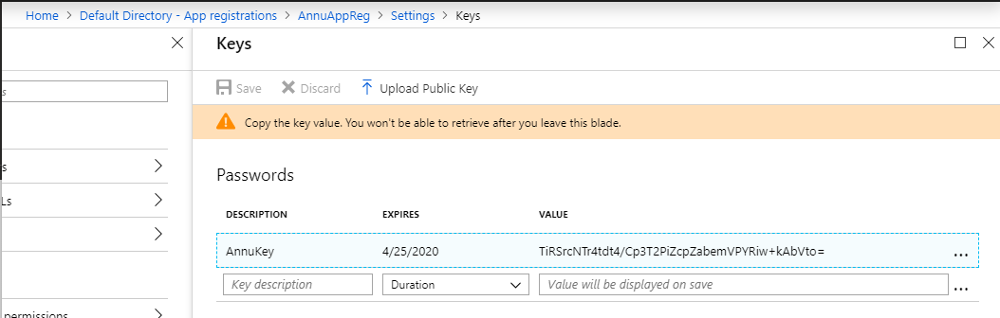 Home > Default Directory - App registrations > AnnuAppReg > Settings > Keys
Keys
Save Discard Upload Public Key
s
Copy the key value. You won't be able to retrieve after you leave this blade.
s
Passwords
Ls
DESCRIPTION EXPIRES VALUE
AnnuKey 4/25/2020 TiRSrcNTr4tdt4/Cp3T2PiZcpZabemVPYRiw+kAbVto= ...
Key description Duration Value will be displayed on save ...
permissions